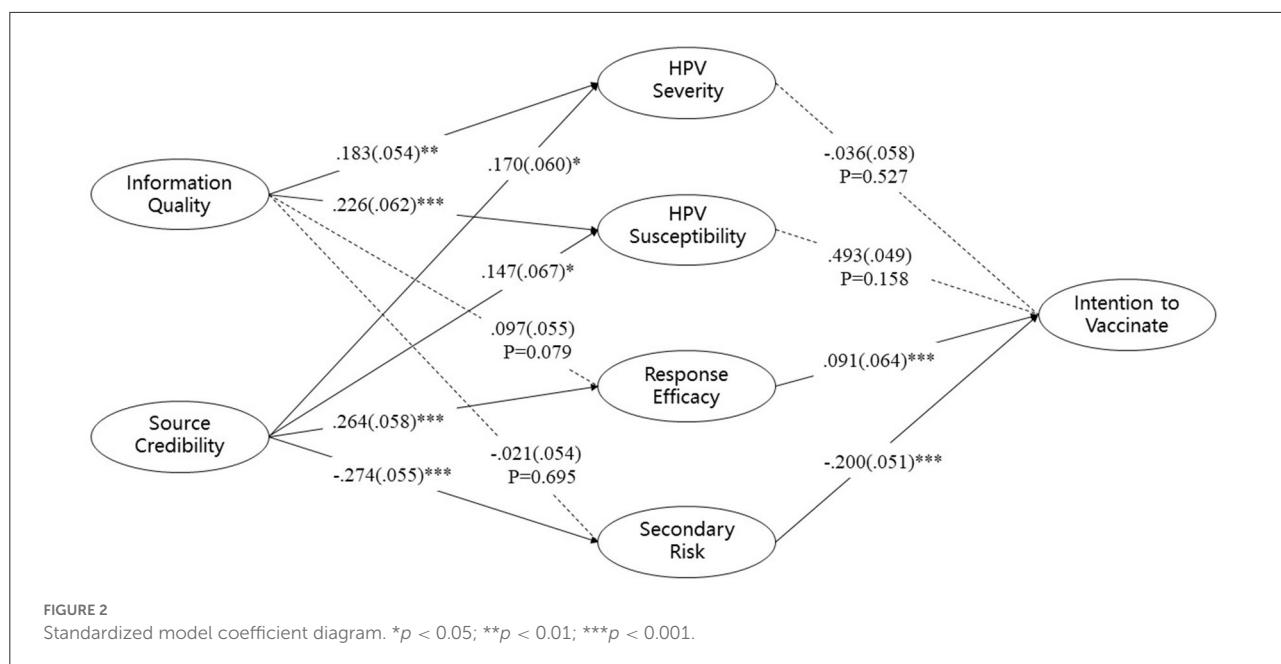 HPV
Severity
.183(.054)**
.170(.060)*
-.036(.058)
P=0.527
Information
Quality
.226(.062)***
HPV
Susceptibility
.147(.067)*
.493(.049)
P=0.158
Intention to
Vaccinate
.097(.055)
P=0.079
.091(.064)***
Response
Efficacy
Source
Credibility
.264(.058)***
-.021(.054)
P=0.695
-.274(.055)***
-.200(.051)***
Secondary
Risk
FIGURE 2
Standardized model coefficient diagram. *p < 0.05; **p < 0.01; ***p < 0.001.